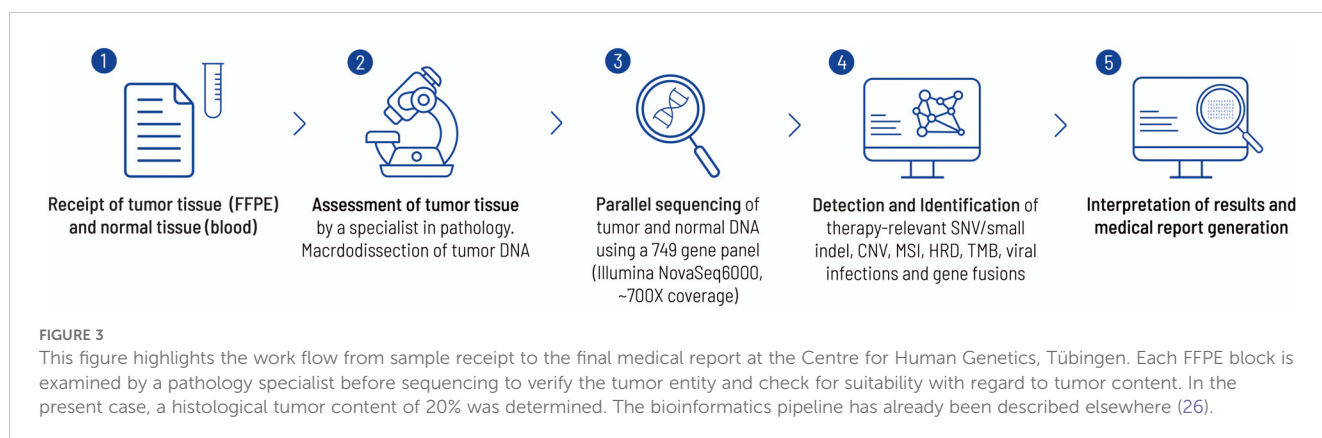 1
2
3
4
5
Receipt of tumor tissue (FFPE)
and normal tissue (blood)
Assessment of tumor tissue
by a specialist in pathology.
Macrdodissection of tumor DNA
Parallel sequencing of
tumor and normal DNA
using a 749 gene panel
(Illumina NovaSeq6000,
~700X coverage)
Detection and Identification of
therapy-relevant SNV/small
indel, CNV, MSI, HRD, TMB, viral
infections and gene fusions
Interpretation of results and
medical report generation
FIGURE 3
This figure highlights the work flow from sample receipt to the final medical report at the Centre for Human Genetics, Tübingen. Each FFPE block is
examined by a pathology specialist before sequencing to verify the tumor entity and check for suitability with regard to tumor content. In the
present case, a histological tumor content of 20% was determined. The bioinformatics pipeline has already been described elsewhere (26).